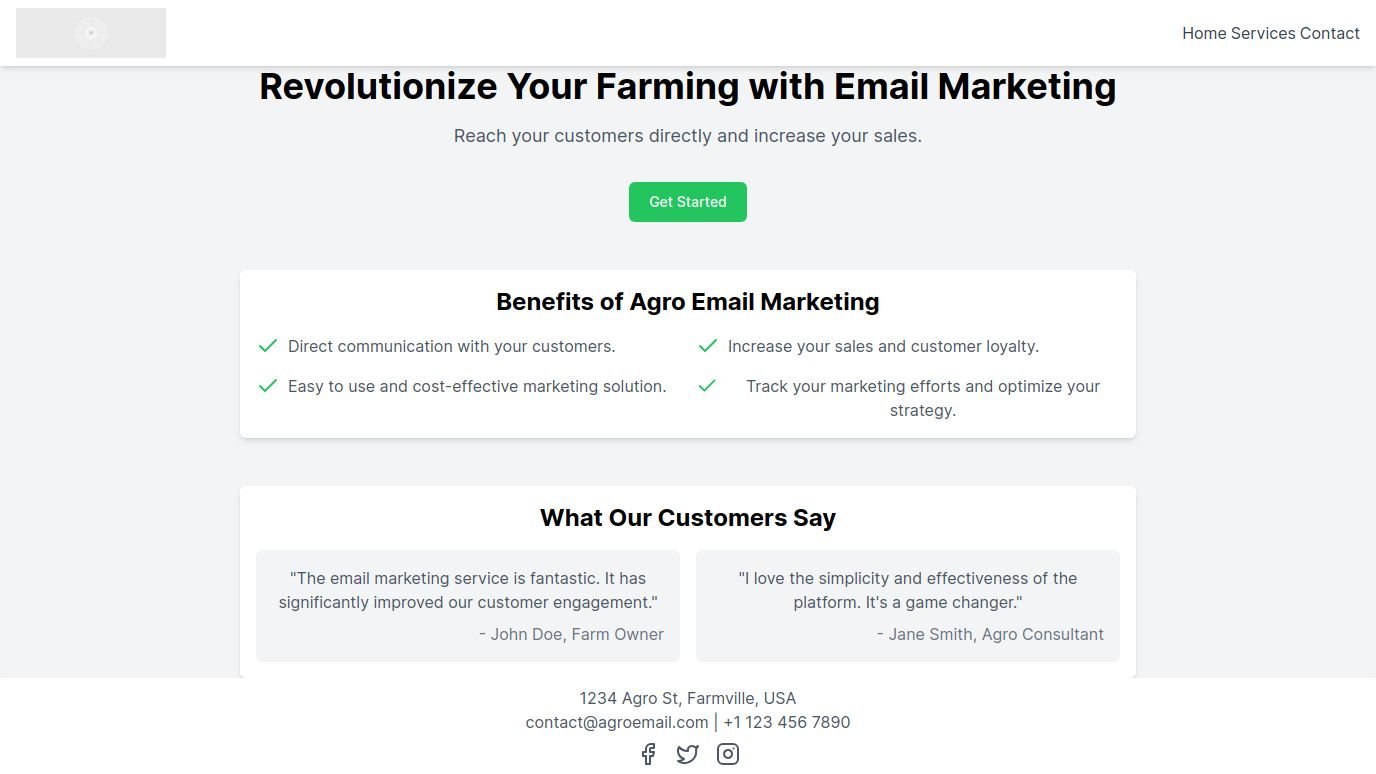 Home Services Contact
Revolutionize Your Farming with Email Marketing
Reach your customers directly and increase your sales.
Get Started
Benefits of Agro Email Marketing
Direct communication with your customers.
Increase your sales and customer loyalty.
Easy to use and cost-effective marketing solution.
Track your marketing efforts and optimize your
strategy.
What Our Customers Say
"The email marketing service is fantastic. It has
significantly improved our customer engagement."
- John Doe, Farm Owner
"I love the simplicity and effectiveness of the
platform. It's a game changer."
- Jane Smith, Agro Consultant
1234 Agro St, Farmville, USA
contact@agroemail.com | +1 123 456 7890